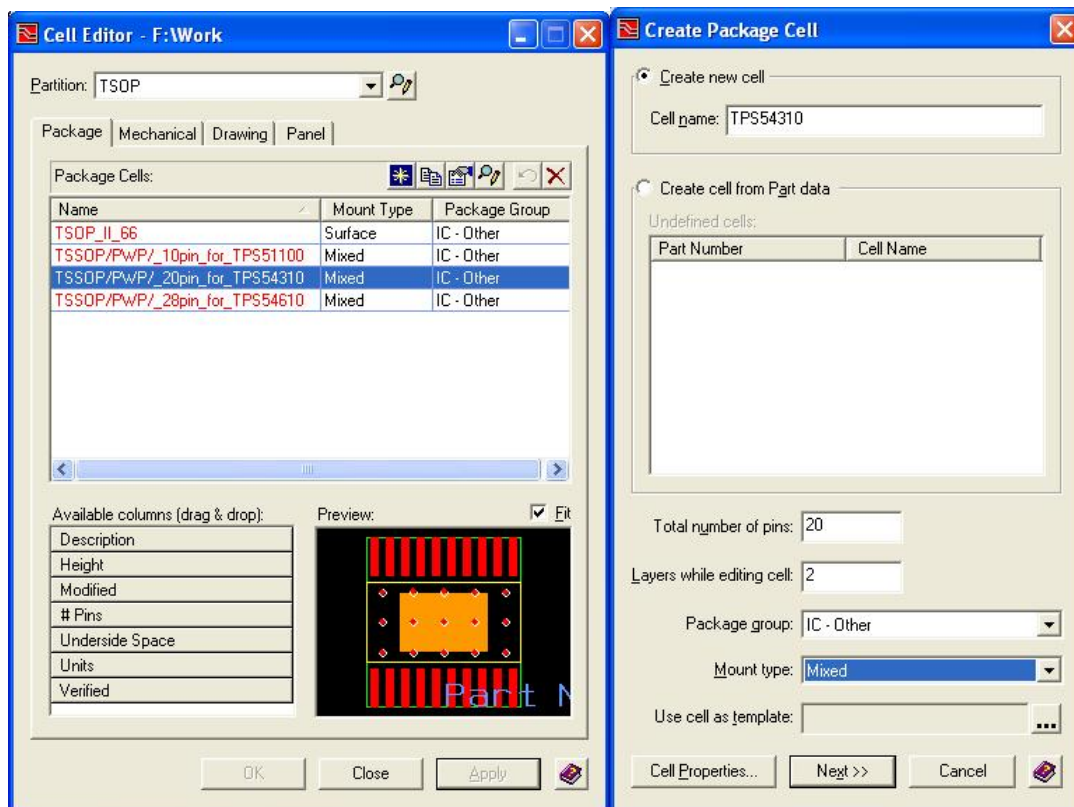 Cell Editor - F:\Work
Partition: TSOP
Package Mechanical Drawing Panel
Package Cells:
Name Mount Type Package Group
TSOP_II_66 Surface IC - Other
TSSOP/PWP/_10pin_for_TPS51100 Mixed IC - Other
TSSOP/PWP/_20pin_for_TPS54310 Mixed IC - Other
TSSOP/PWP/_28pin_for_TPS54610 Mixed IC - Other
Available columns (drag & drop):
Description
Height
Modified
# Pins
Underside Space
Units
Verified
Preview: Fit
Part N
OK Close Apply
Create Package Cell
Create new cell
Cell name: TPS54310
Create cell from Part data
Undefined cells:
Part Number Cell Name
Total number of pins: 20
Layers while editing cell: 2
Package group: IC - Other
Mount type: Mixed
Use cell as template: ...
Cell Properties... Next >> Cancel